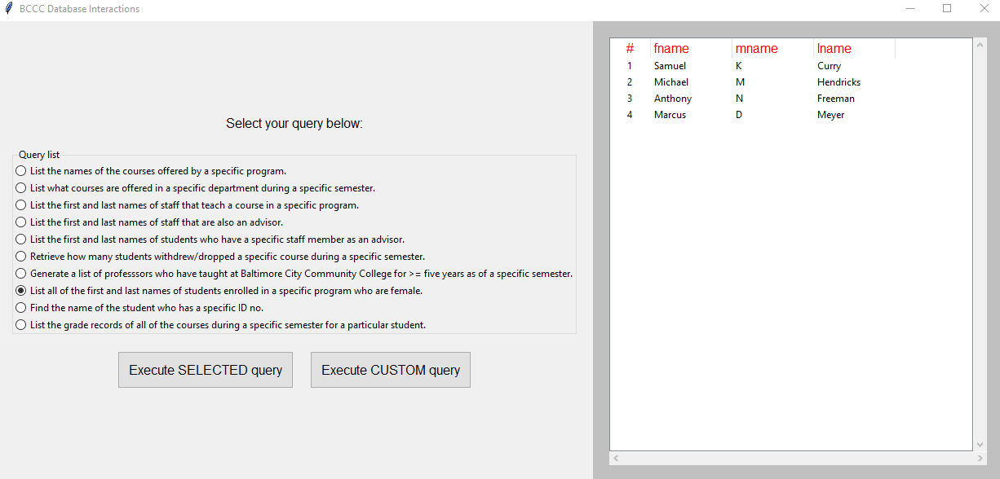 BCCC Database Interactions
Select your query below:
Query list
List the names of the courses offered by a specific program.
List what courses are offered in a specific department during a specific semester.
List the first and last names of staff that teach a course in a specific program.
List the first and last names of staff that are also an advisor.
List the first and last names of students who have a specific staff member as an advisor.
Retrieve how many students withdrew/dropped a specific course during a specific semester.
Generate a list of professsors who have taught at Baltimore City Community College for >= five years as of a specific semester.
List all of the first and last names of students enrolled in a specific program who are female.
Find the name of the student who has a specific ID no.
List the grade records of all of the courses during a specific semester for a particular student.
Execute SELECTED query
Execute CUSTOM query
# fname mname lname
1 Samuel K Curry
2 Michael M Hendricks
3 Anthony N Freeman
4 Marcus D Meyer